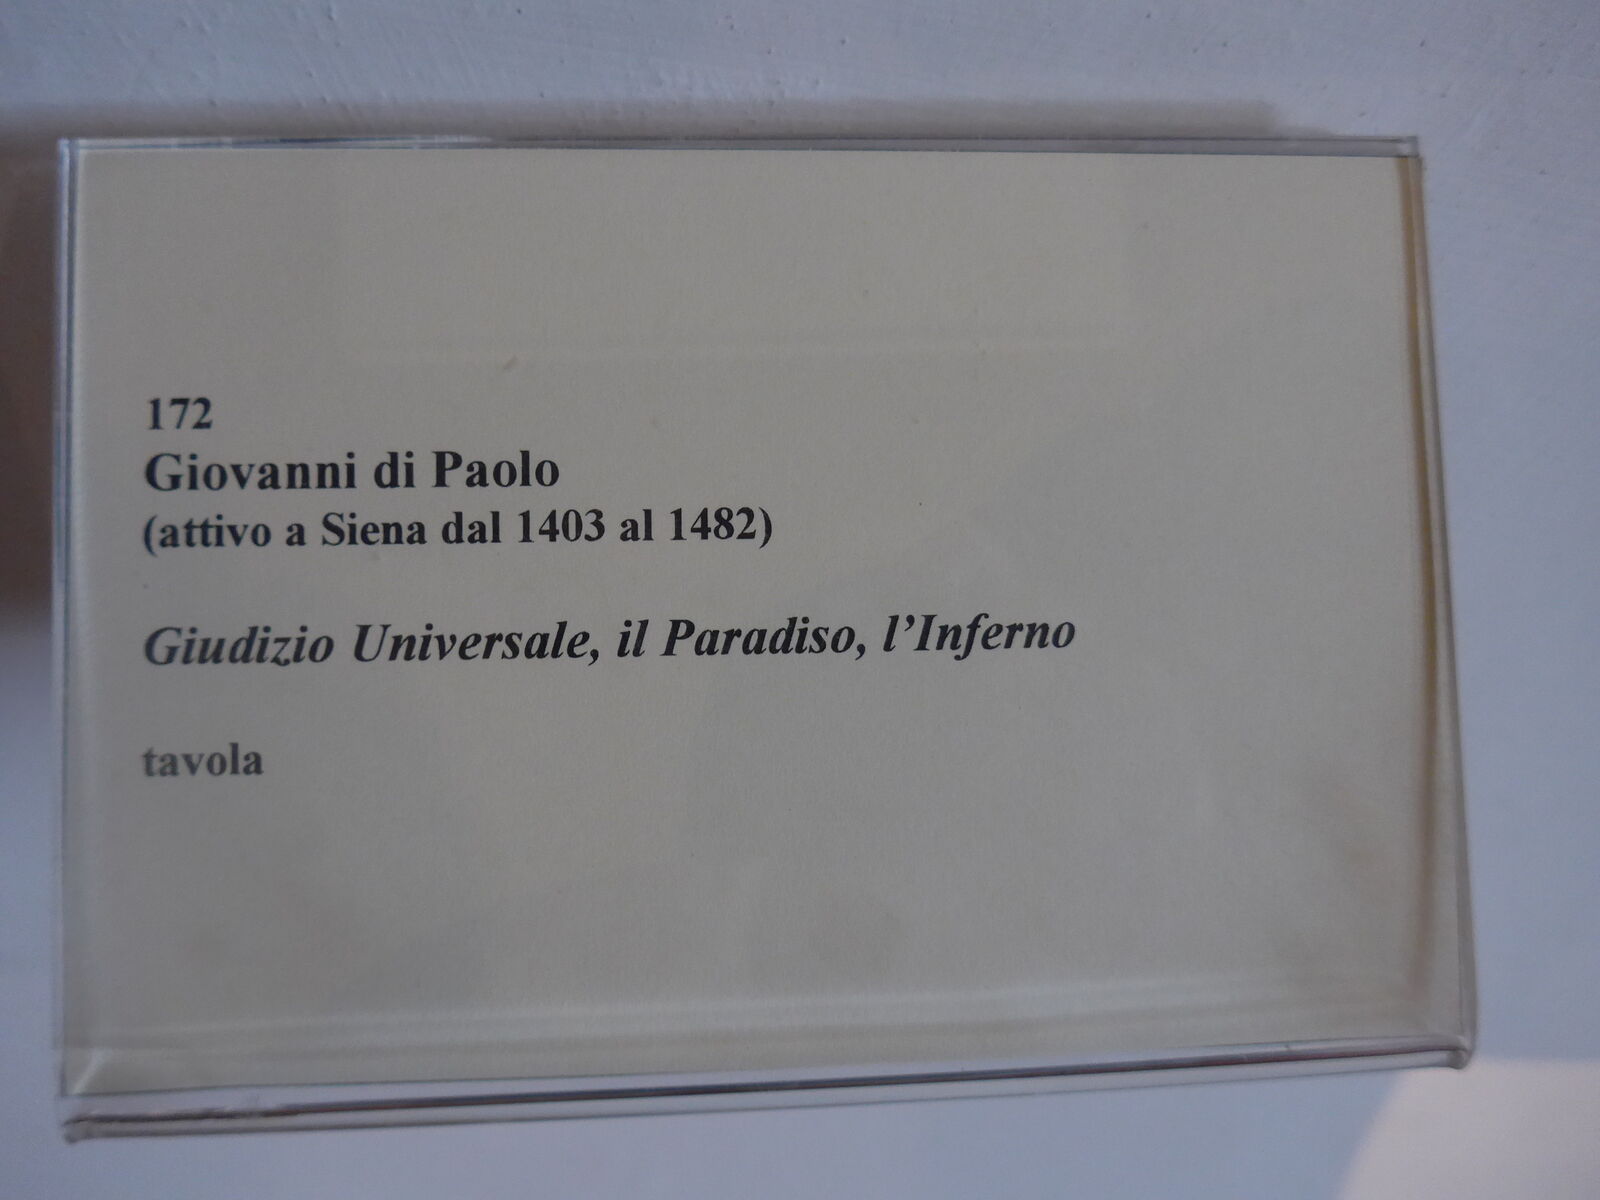 172
Giovanni di Paolo
(attivo a Siena dal 1403 al 1482)
Giudizio Universale, il Paradiso, l’Inferno
tavola